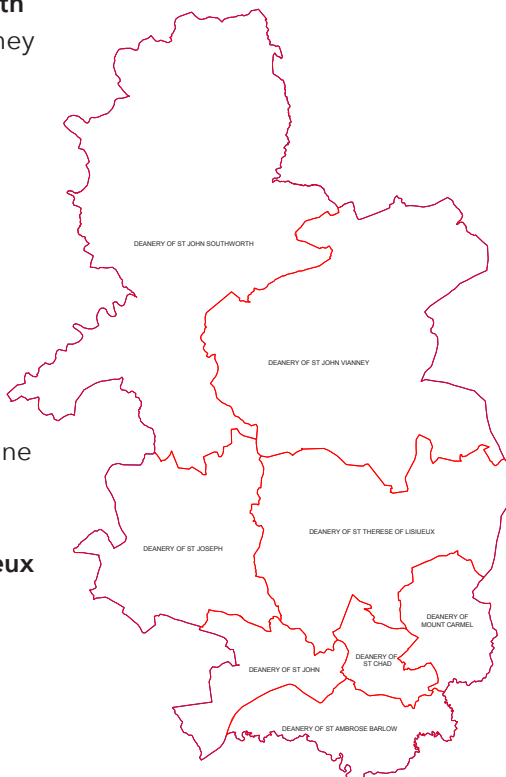 th
ney
DEANERY OF ST JOHN SOUTHWORTH
DEANERY OF ST JOHN VIANNEY
ne
DEANERY OF ST THERESE OF LISIUEUX
DEANERY OF ST JOSEPH
eux
DEANERY OF
MOUNT CARMEL
DEANERY OF
ST CHAD
DEANERY OF ST JOHN
DEANERY OF ST AMBROSE BARLOW